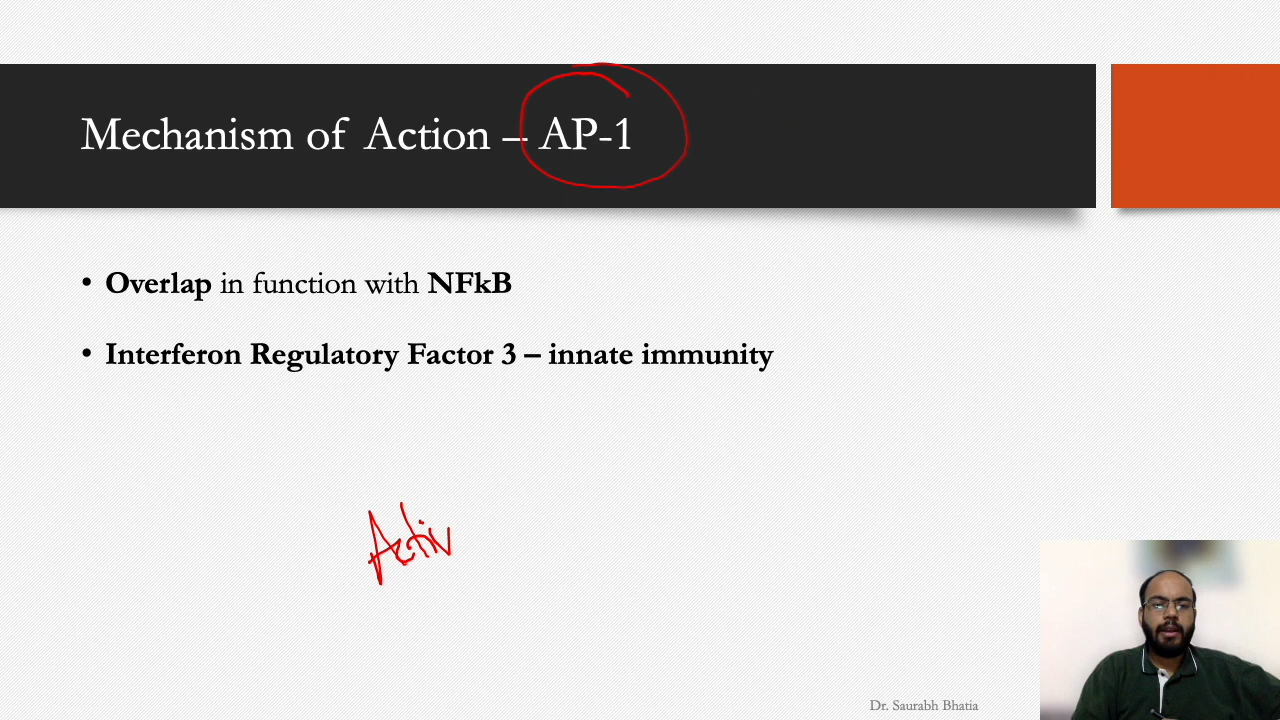 Mechanism of Action – AP-1
• Overlap in function with NFkB
• Interferon Regulatory Factor 3 – innate immunity
Activ
Dr. Saurabh Bhatia